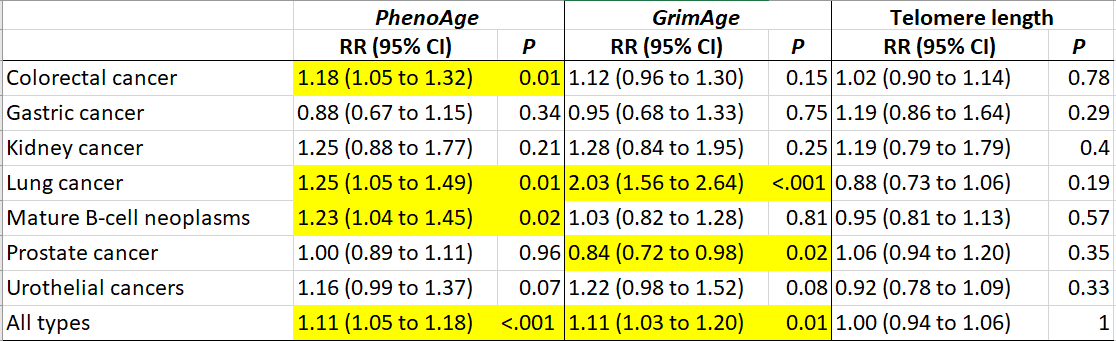 PhenoAge GrimAge Telomere length
RR (95% CI) P RR (95% CI) P RR (95% CI) P
Colorectal cancer 1.18 (1.05 to 1.32) 0.01 1.12 (0.96 to 1.30) 0.15 1.02 (0.90 to 1.14) 0.78
Gastric cancer 0.88 (0.67 to 1.15) 0.34 0.95 (0.68 to 1.33) 0.75 1.19 (0.86 to 1.64) 0.29
Kidney cancer 1.25 (0.88 to 1.77) 0.21 1.28 (0.84 to 1.95) 0.25 1.19 (0.79 to 1.79) 0.4
Lung cancer 1.25 (1.05 to 1.49) 0.01 2.03 (1.56 to 2.64) <.001 0.88 (0.73 to 1.06) 0.19
Mature B-cell neoplasms 1.23 (1.04 to 1.45) 0.02 1.03 (0.82 to 1.28) 0.81 0.95 (0.81 to 1.13) 0.57
Prostate cancer 1.00 (0.89 to 1.11) 0.96 0.84 (0.72 to 0.98) 0.02 1.06 (0.94 to 1.20) 0.35
Urothelial cancers 1.16 (0.99 to 1.37) 0.07 1.22 (0.98 to 1.52) 0.08 0.92 (0.78 to 1.09) 0.33
All types 1.11 (1.05 to 1.18) <.001 1.11 (1.03 to 1.20) 0.01 1.00 (0.94 to 1.06) 1